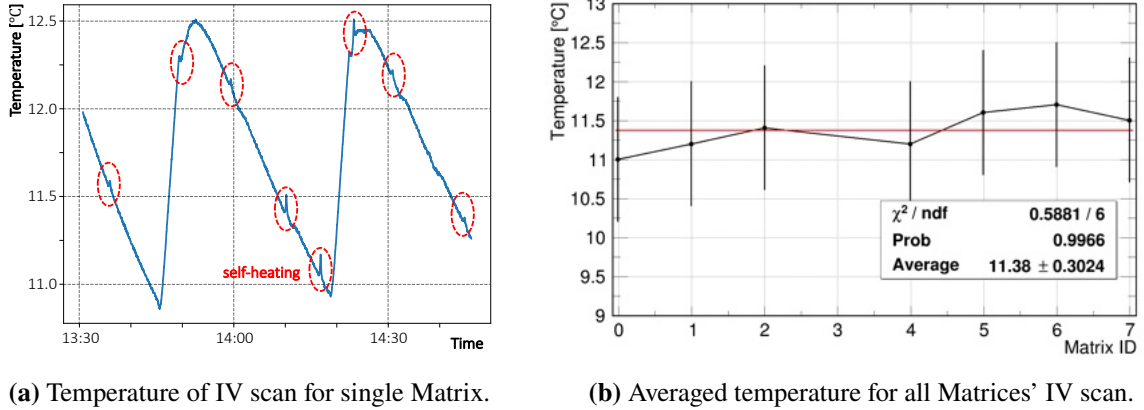 Temperature [℃]
12.5
12.0
11.5
11.0
self-heating
13:30
14:00
14:30
Time
(a) Temperature of IV scan for single Matrix.
Temperature [°C]
13
12.5
12
11.5
11
10.5
10
9.5
9
χ² / ndf 0.5881 / 6
Prob 0.9966
Average 11.38 ± 0.3024
0 1 2 3 4 5 6 7
Matrix ID
(b) Averaged temperature for all Matrices' IV scan.